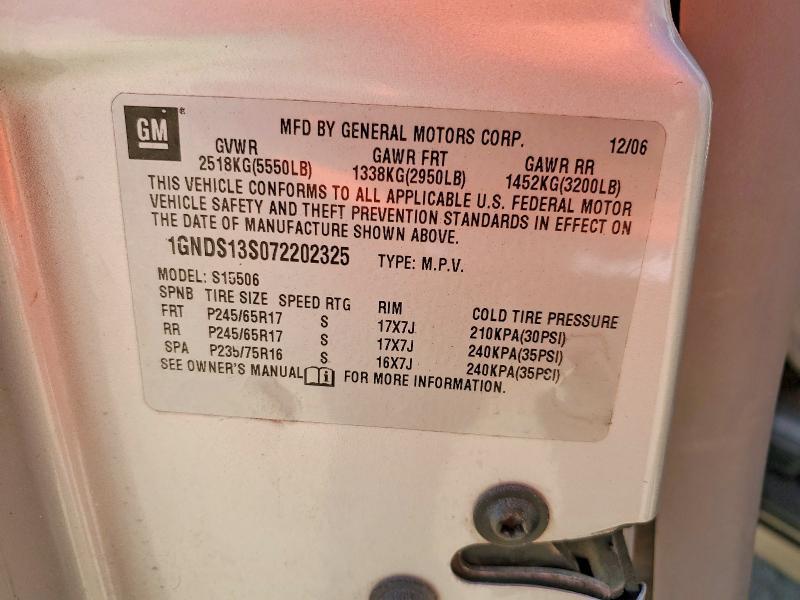 GM® MFD BY GENERAL MOTORS CORP. 12/06
GVWR GAWR FRT GAWR RR
2518KG(5550LB) 1338KG(2950LB) 1452KG(3200LB)
THIS VEHICLE CONFORMS TO ALL APPLICABLE U.S. FEDERAL MOTOR
VEHICLE SAFETY AND THEFT PREVENTION STANDARDS IN EFFECT ON
THE DATE OF MANUFACTURE SHOWN ABOVE.
1GNDS13S072202325 TYPE: M.P.V.
MODEL: S15506
SPNB TIRE SIZE SPEED RTG RIM COLD TIRE PRESSURE
FRT P245/65R17 S 17X7J 210KPA(30PSI)
RR P245/65R17 S 17X7J 240KPA(35PSI)
SPA P235/75R16 S 16X7J 240KPA(35PSI)
SEE OWNER'S MANUAL FOR MORE INFORMATION.